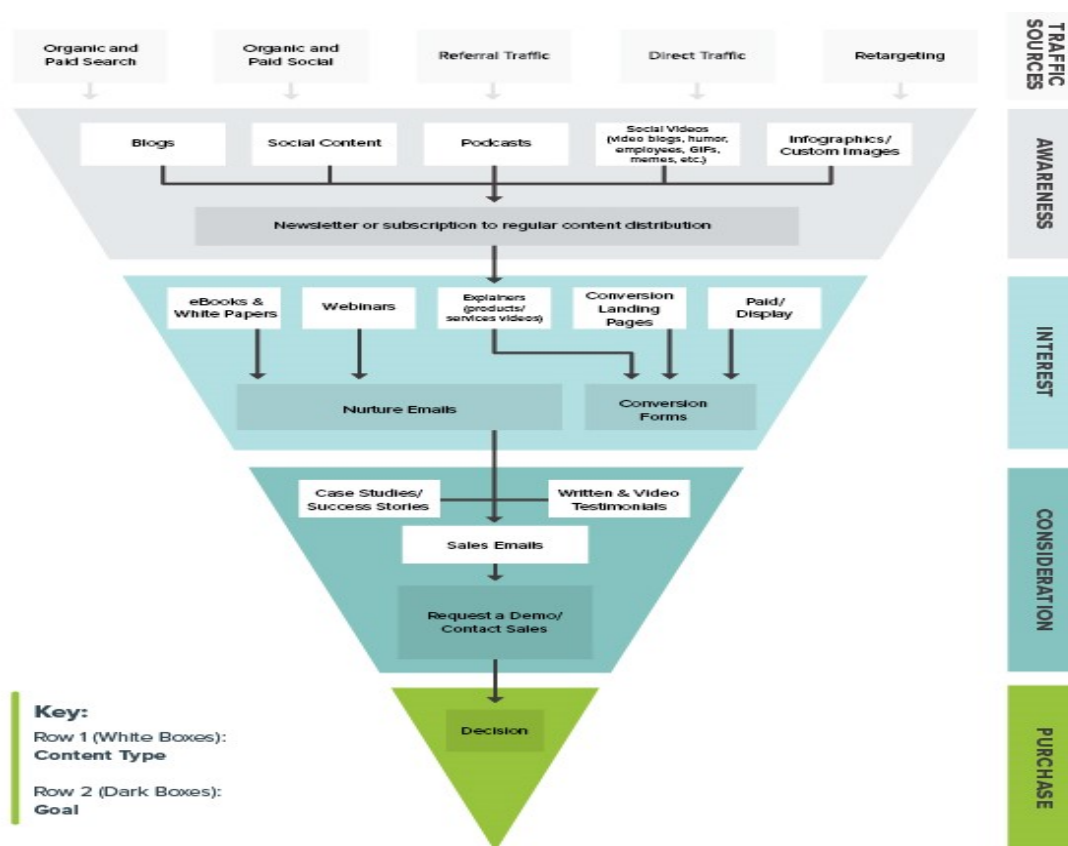 Organic and
Paid Search
Organic and
Paid Social
Referral Traffic
Direct Traffic
Retargeting
TRAFFIC
SOURCES
Blogs
Social Content
Podcasts
Social Videos
(video blogs, humor,
employees, GIFs,
memes, etc.)
Infographics/
Custom Images
AWARENESS
Newsletter or subscription to regular content distribution
eBooks &
White Papers
Webinars
Explainers
(products/
services videos)
Conversion
Landing
Pages
Paid/
Display
INTEREST
Nurture Emails
Conversion
Forms
Case Studies/
Success Stories
Written & Video
Testimonials
CONSIDERATION
Sales Emails
Request a Demo/
Contact Sales
Decision
PURCHASE
Key:
Row 1 (White Boxes):
Content Type
Row 2 (Dark Boxes):
Goal